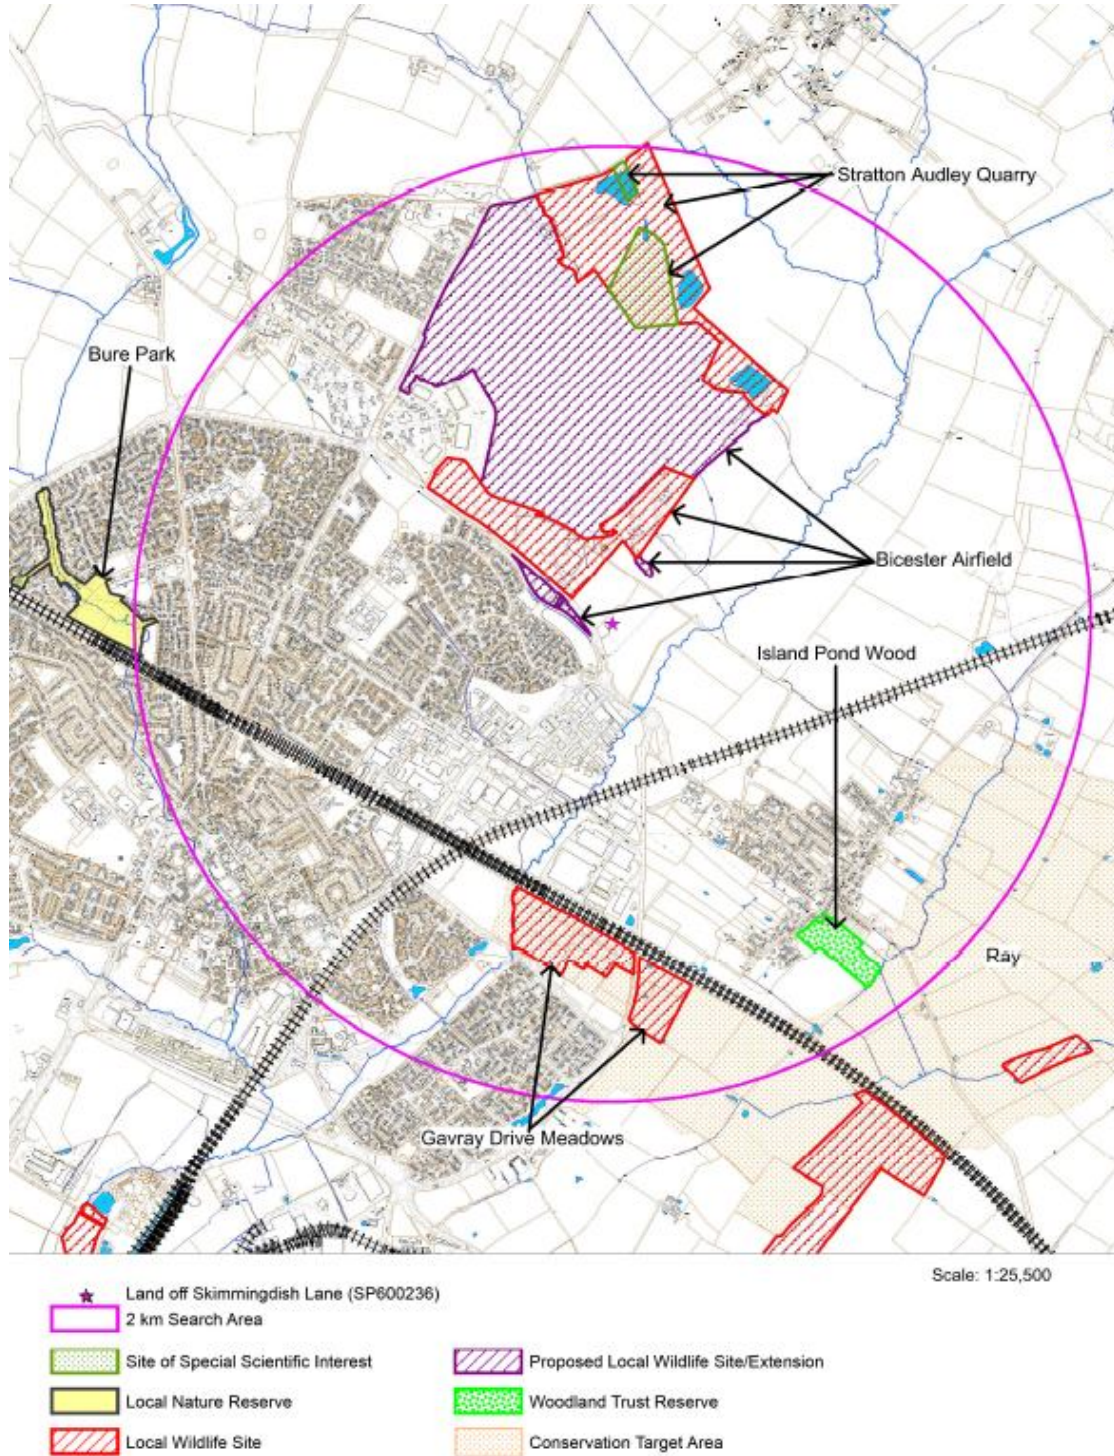 Stratton Audley Quarry
Bure Park
Bicester Airfield
Island Pond Wood
Ray
Gavray Drive Meadows
Scale: 1:25,500
Land off Skimmingdish Lane (SP600236)
2 km Search Area
Site of Special Scientific Interest
Proposed Local Wildlife Site/Extension
Local Nature Reserve
Woodland Trust Reserve
Local Wildlife Site
Conservation Target Area